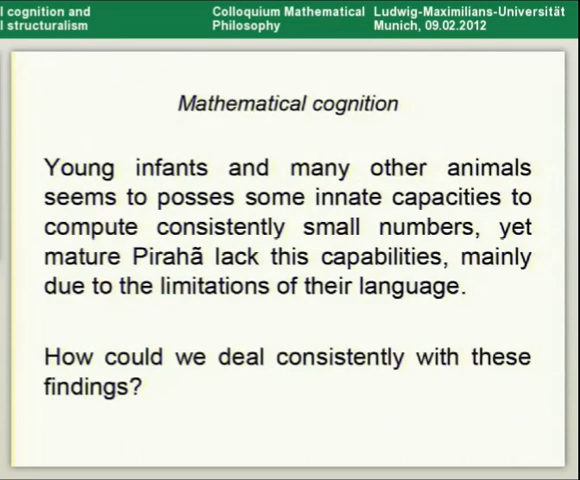 l cognition and
l structuralism
Colloquium Mathematical
Philosophy
Ludwig-Maximilians-Universität
Munich, 09.02.2012
Mathematical cognition
Young infants and many other animals
seems to posses some innate capacities to
compute consistently small numbers, yet
mature Pirahã lack this capabilities, mainly
due to the limitations of their language.
How could we deal consistently with these
findings?